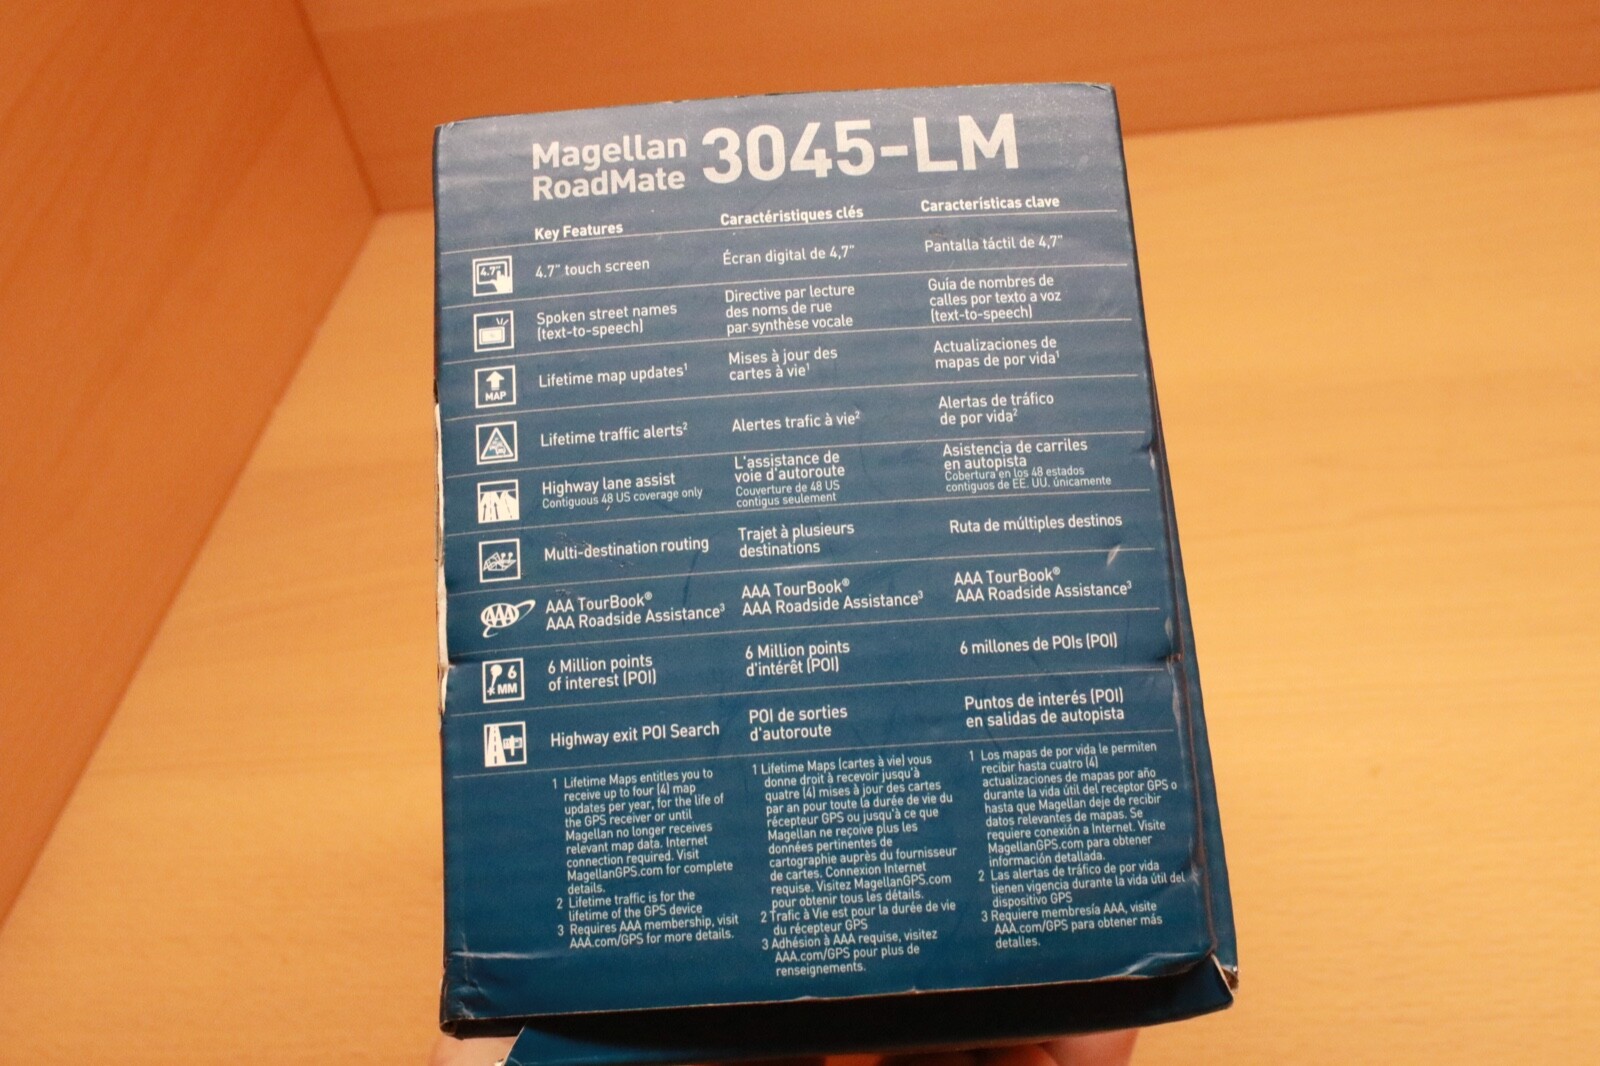 Magellan
RoadMate
3045-LM
Key Features
Caractéristiques clés
Características clave
4.7"
4.7" touch screen
Écran digital de 4,7"
Pantalla táctil de 4,7"
Spoken street names
(text-to-speech)
Directive par lecture
des noms de rue
par synthèse vocale
Guía de nombres de
calles por texto a voz
(text-to-speech)
MAP
Lifetime map updates¹
Mises à jour des
cartes à vie¹
Actualizaciones de
mapas de por vida¹
Lifetime traffic alerts²
Alertes trafic à vie²
Alertas de tráfico
de por vida²
Highway lane assist
Contiguous 48 US coverage only
L'assistance de
voie d'autoroute
Couverture de 48 US
contigus seulement
Asistencia de carriles
en autopista
Cobertura en los 48 estados
contiguos de EE. UU. únicamente
Multi-destination routing
Trajet à plusieurs
destinations
Ruta de múltiples destinos
AAA
AAA TourBook®
AAA Roadside Assistance³
AAA TourBook®
AAA Roadside Assistance³
AAA TourBook®
AAA Roadside Assistance³
6
MM
6 Million points
of interest (POI)
6 Million points
d'intérêt (POI)
6 millones de POIs (POI)
Highway exit POI Search
POI de sorties
d'autoroute
Puntos de interés (POI)
en salidas de autopista
1 Lifetime Maps entitles you to
receive up to four (4) map
updates per year, for the life of
the GPS receiver or until
Magellan no longer receives
relevant map data. Internet
connection required. Visit
MagellanGPS.com for complete
details.
2 Lifetime traffic is for the
lifetime of the GPS device
3 Requires AAA membership, visit
AAA.com/GPS for more details.
1 Lifetime Maps (cartes à vie) vous
donne droit à recevoir jusqu'à
quatre (4) mises à jour des cartes
par an pour toute la durée de vie du
récepteur GPS ou jusqu'à ce que
Magellan ne reçoive plus les
données pertinentes de
cartographie auprès du fournisseur
de cartes. Connexion Internet
requise. Visitez MagellanGPS.com
pour obtenir tous les détails.
2 Trafic à Vie est pour la durée de vie
du récepteur GPS
3 Adhésion à AAA requise, visitez
AAA.com/GPS pour plus de
renseignements.
1 Los mapas de por vida le permiten
recibir hasta cuatro (4)
actualizaciones de mapas por año
durante la vida útil del receptor GPS o
hasta que Magellan deje de recibir
datos relevantes de mapas. Se
requiere conexión a Internet. Visite
MagellanGPS.com para obtener
información detallada.
2 Las alertas de tráfico de por vida
tienen vigencia durante la vida útil del
dispositivo GPS
3 Requiere membresía AAA, visite
AAA.com/GPS para obtener más
detalles.